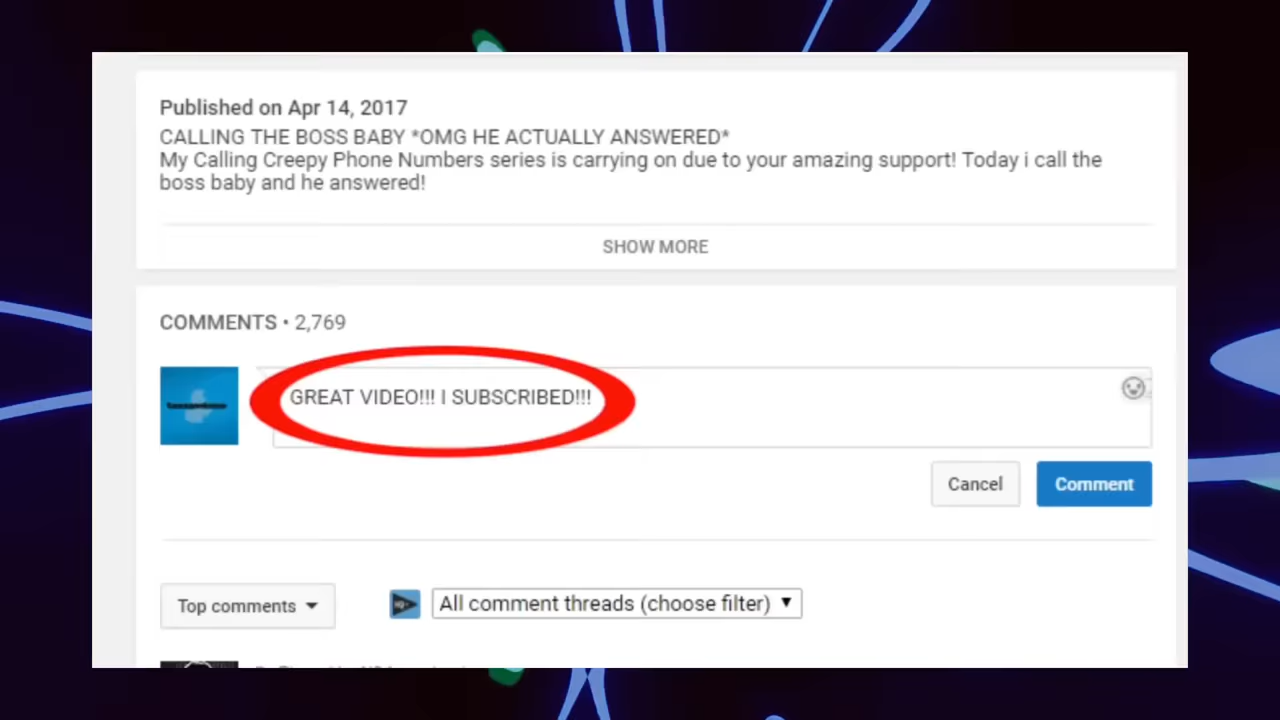 Published on Apr 14, 2017
CALLING THE BOSS BABY *OMG HE ACTUALLY ANSWERED*
My Calling Creepy Phone Numbers series is carrying on due to your amazing support! Today i call the
boss baby and he answered!
SHOW MORE
COMMENTS • 2,769
GREAT VIDEO!!! I SUBSCRIBED!!!
Cancel
Comment
Top comments
All comment threads (choose filter)